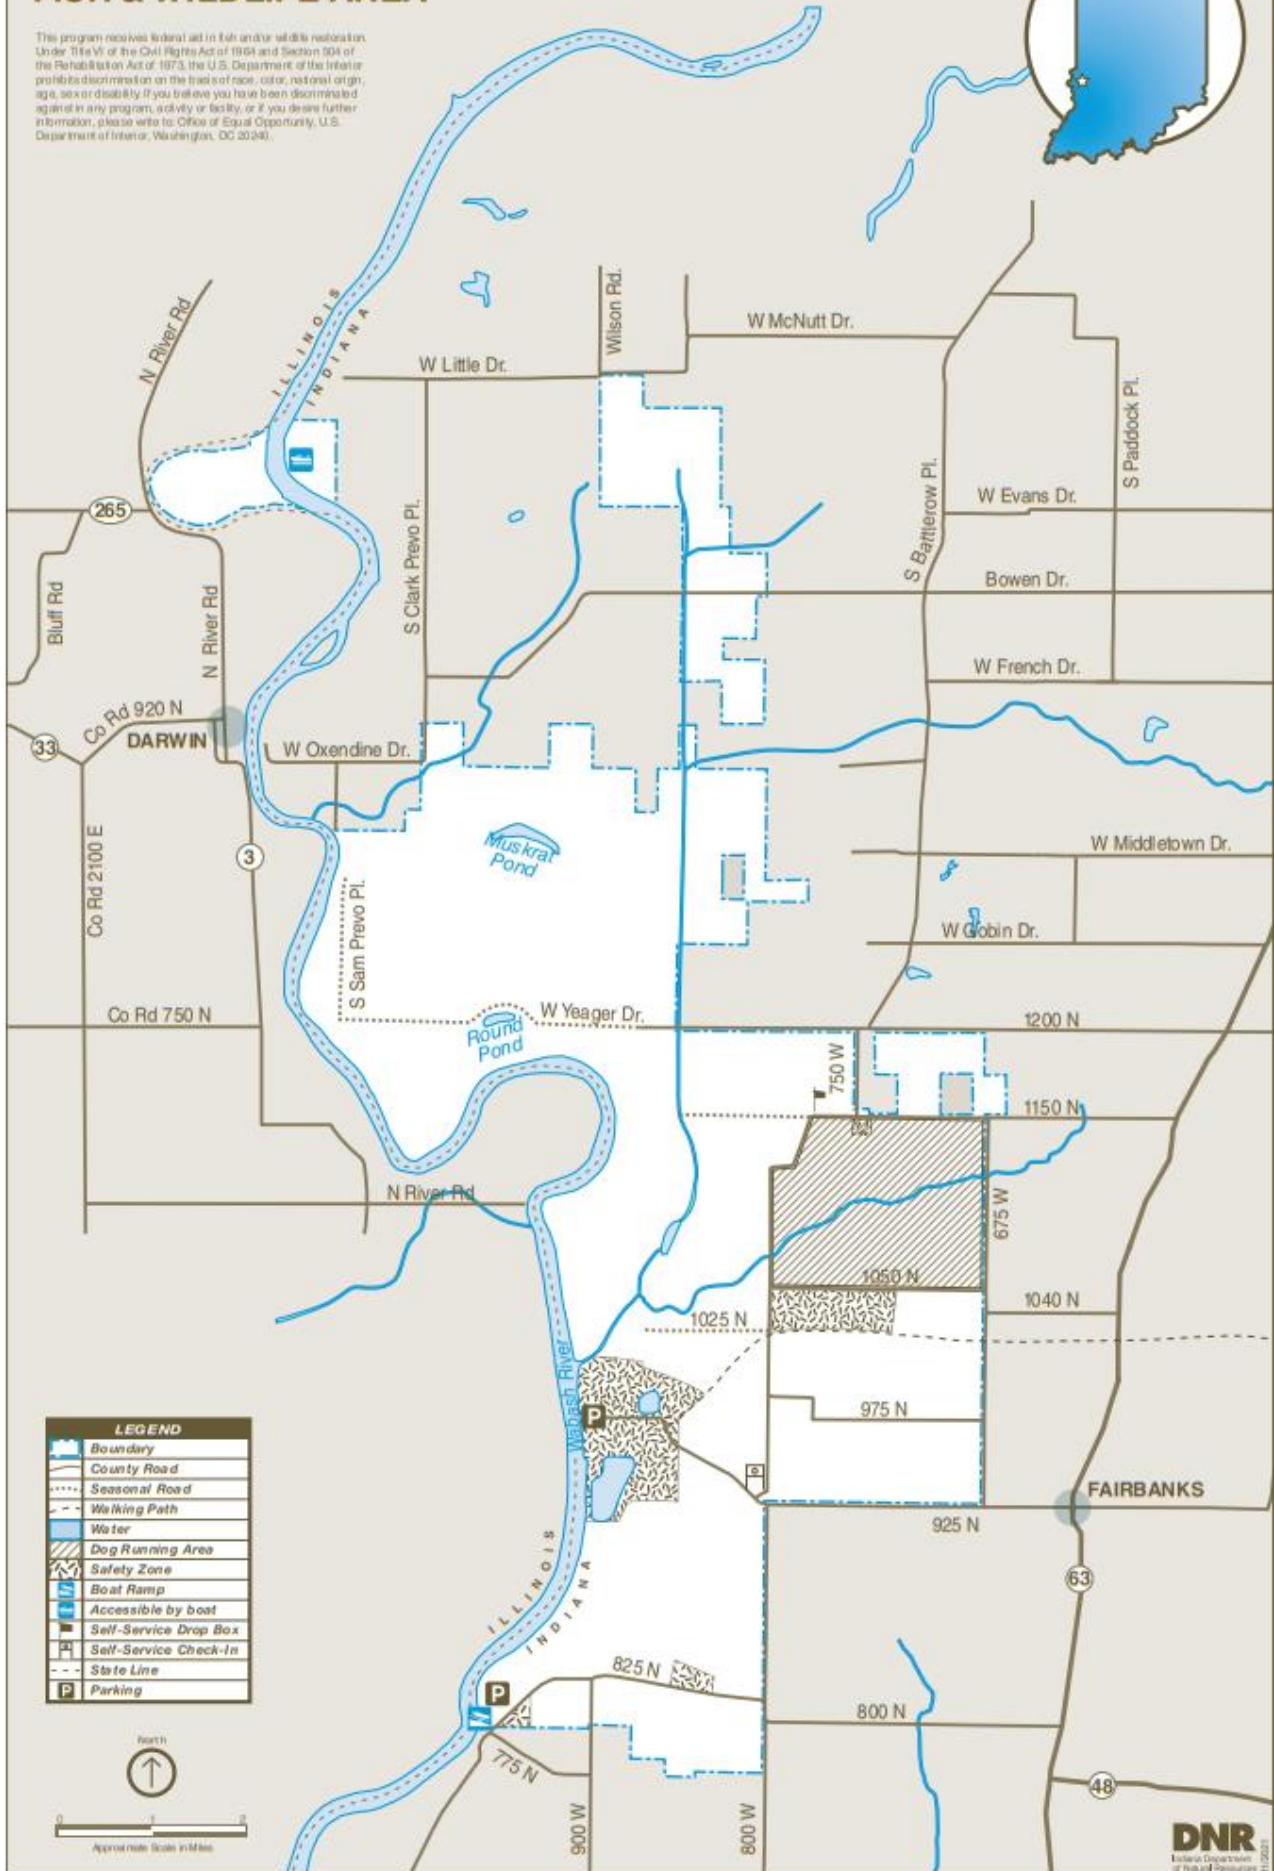 This program receives federal aid in fish and/or wildlife restoration.
Under Title VI of the Civil Rights Act of 1964 and Section 504 of
the Rehabilitation Act of 1973, the U.S. Department of the Interior
prohibits discrimination on the basis of race, color, national origin,
age, sex or disability. If you believe you have been discriminated
against in any program, activity or facility, or if you desire further
information, please write to: Office of Equal Opportunity, U.S.
Department of Interior, Washington, DC 20240.
N River Rd
ILLINOIS
INDIANA
Wilson Rd.
W McNutt Dr.
W Little Dr.
S Paddock Pl.
265
S Clark Prevo Pl.
S Battlerow Pl.
W Evans Dr.
Bluff Rd
N River Rd
Bowen Dr.
W French Dr.
Co Rd 920 N
33
DARWIN
W Oxendine Dr.
Co Rd 2100 E
3
Muskrat
Pond
W Middletown Dr.
S Sam Prevo Pl.
W Gobin Dr.
Co Rd 750 N
W Yeager Dr.
Round
Pond
1200 N
750 W
1150 N
N River Rd
675 W
1050 N
1040 N
1025 N
Wabash River
P
975 N
FAIRBANKS
925 N
63
LEGEND
Boundary
County Road
Seasonal Road
Walking Path
Water
Dog Running Area
Safety Zone
Boat Ramp
Accessible by boat
Self-Service Drop Box
Self-Service Check-In
State Line
P Parking
ILLINOIS
INDIANA
825 N
P
800 N
775 N
48
900 W
800 W
North
0 1 2
Approximate Scale in Miles
DNR
Indiana Department
of Natural Resources